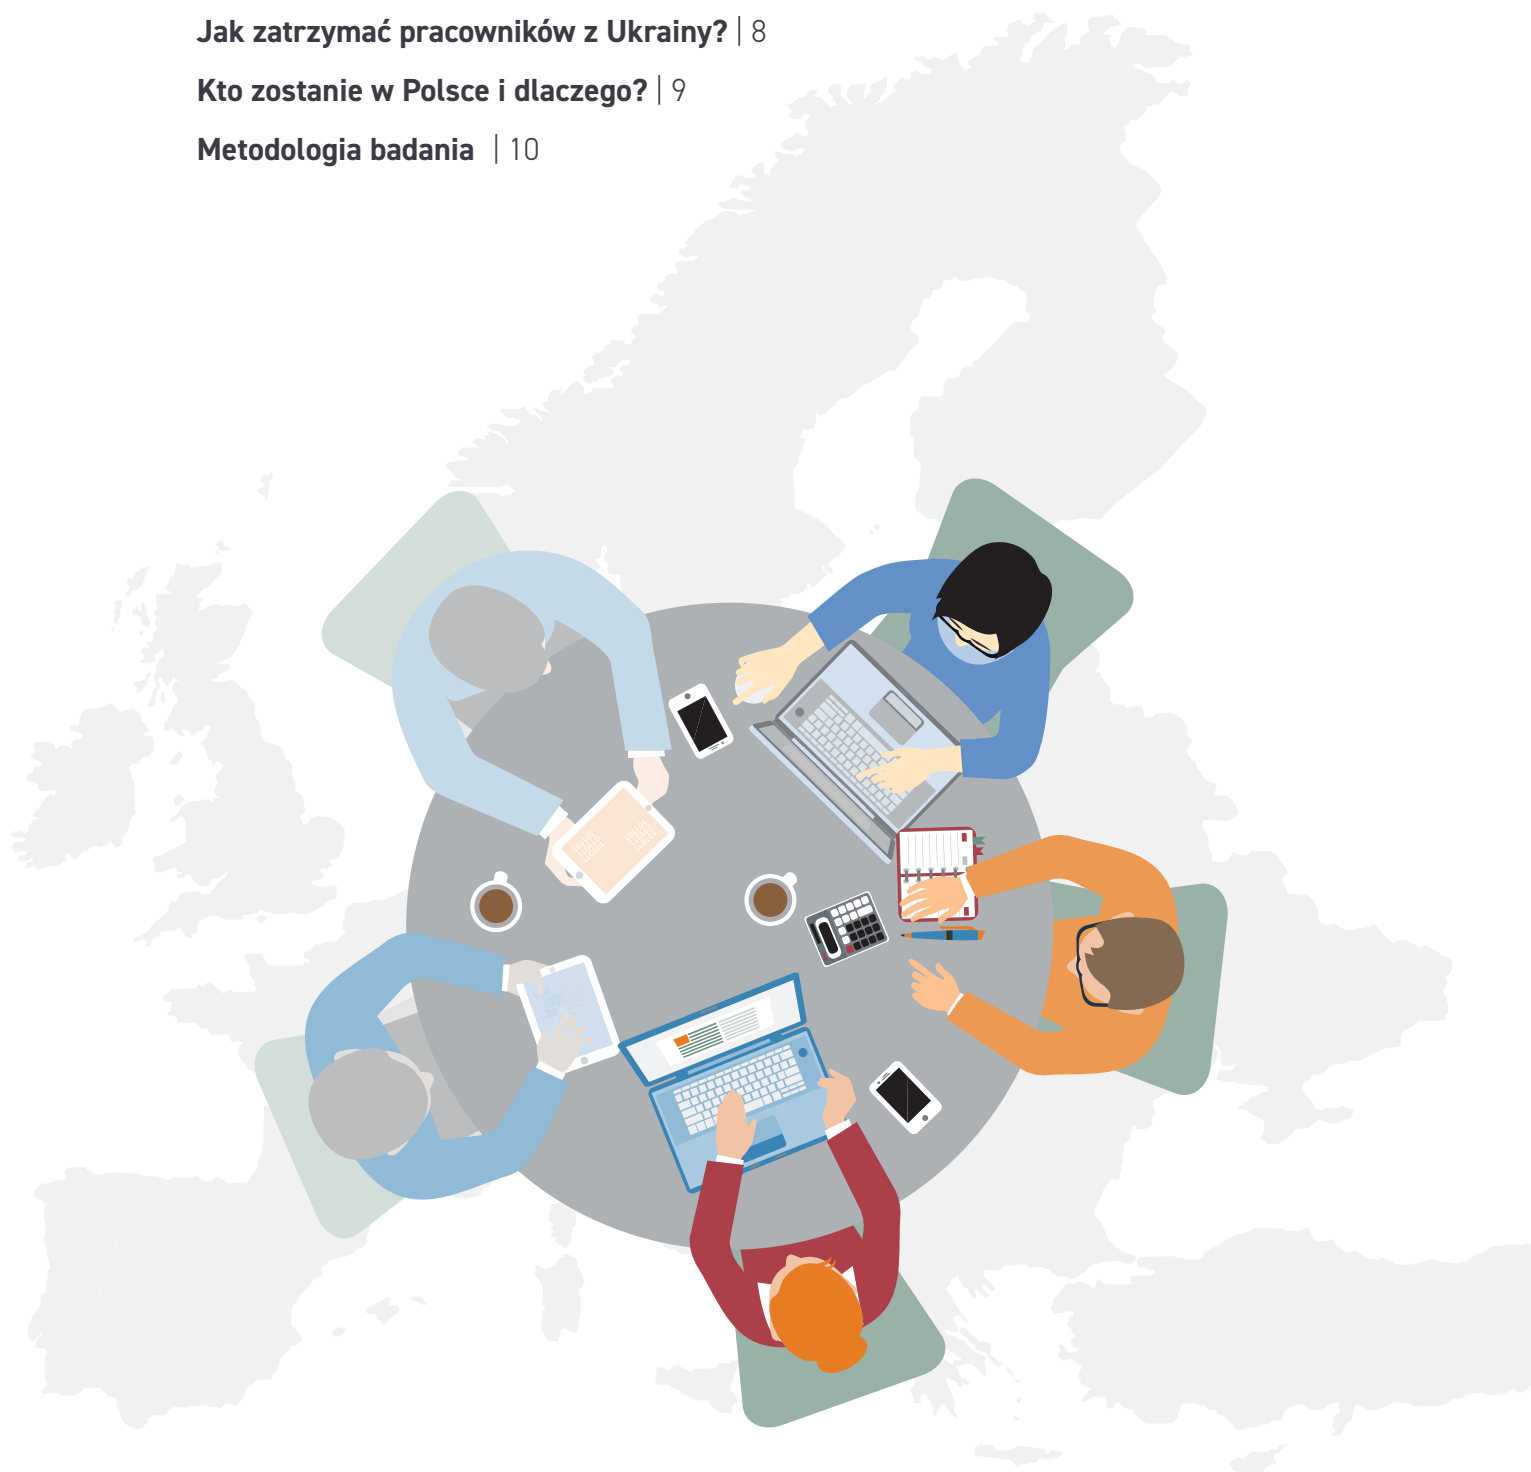 Jak zatrzymać pracowników z Ukrainy? | 8
Kto zostanie w Polsce i dlaczego? | 9
Metodologia badania | 10